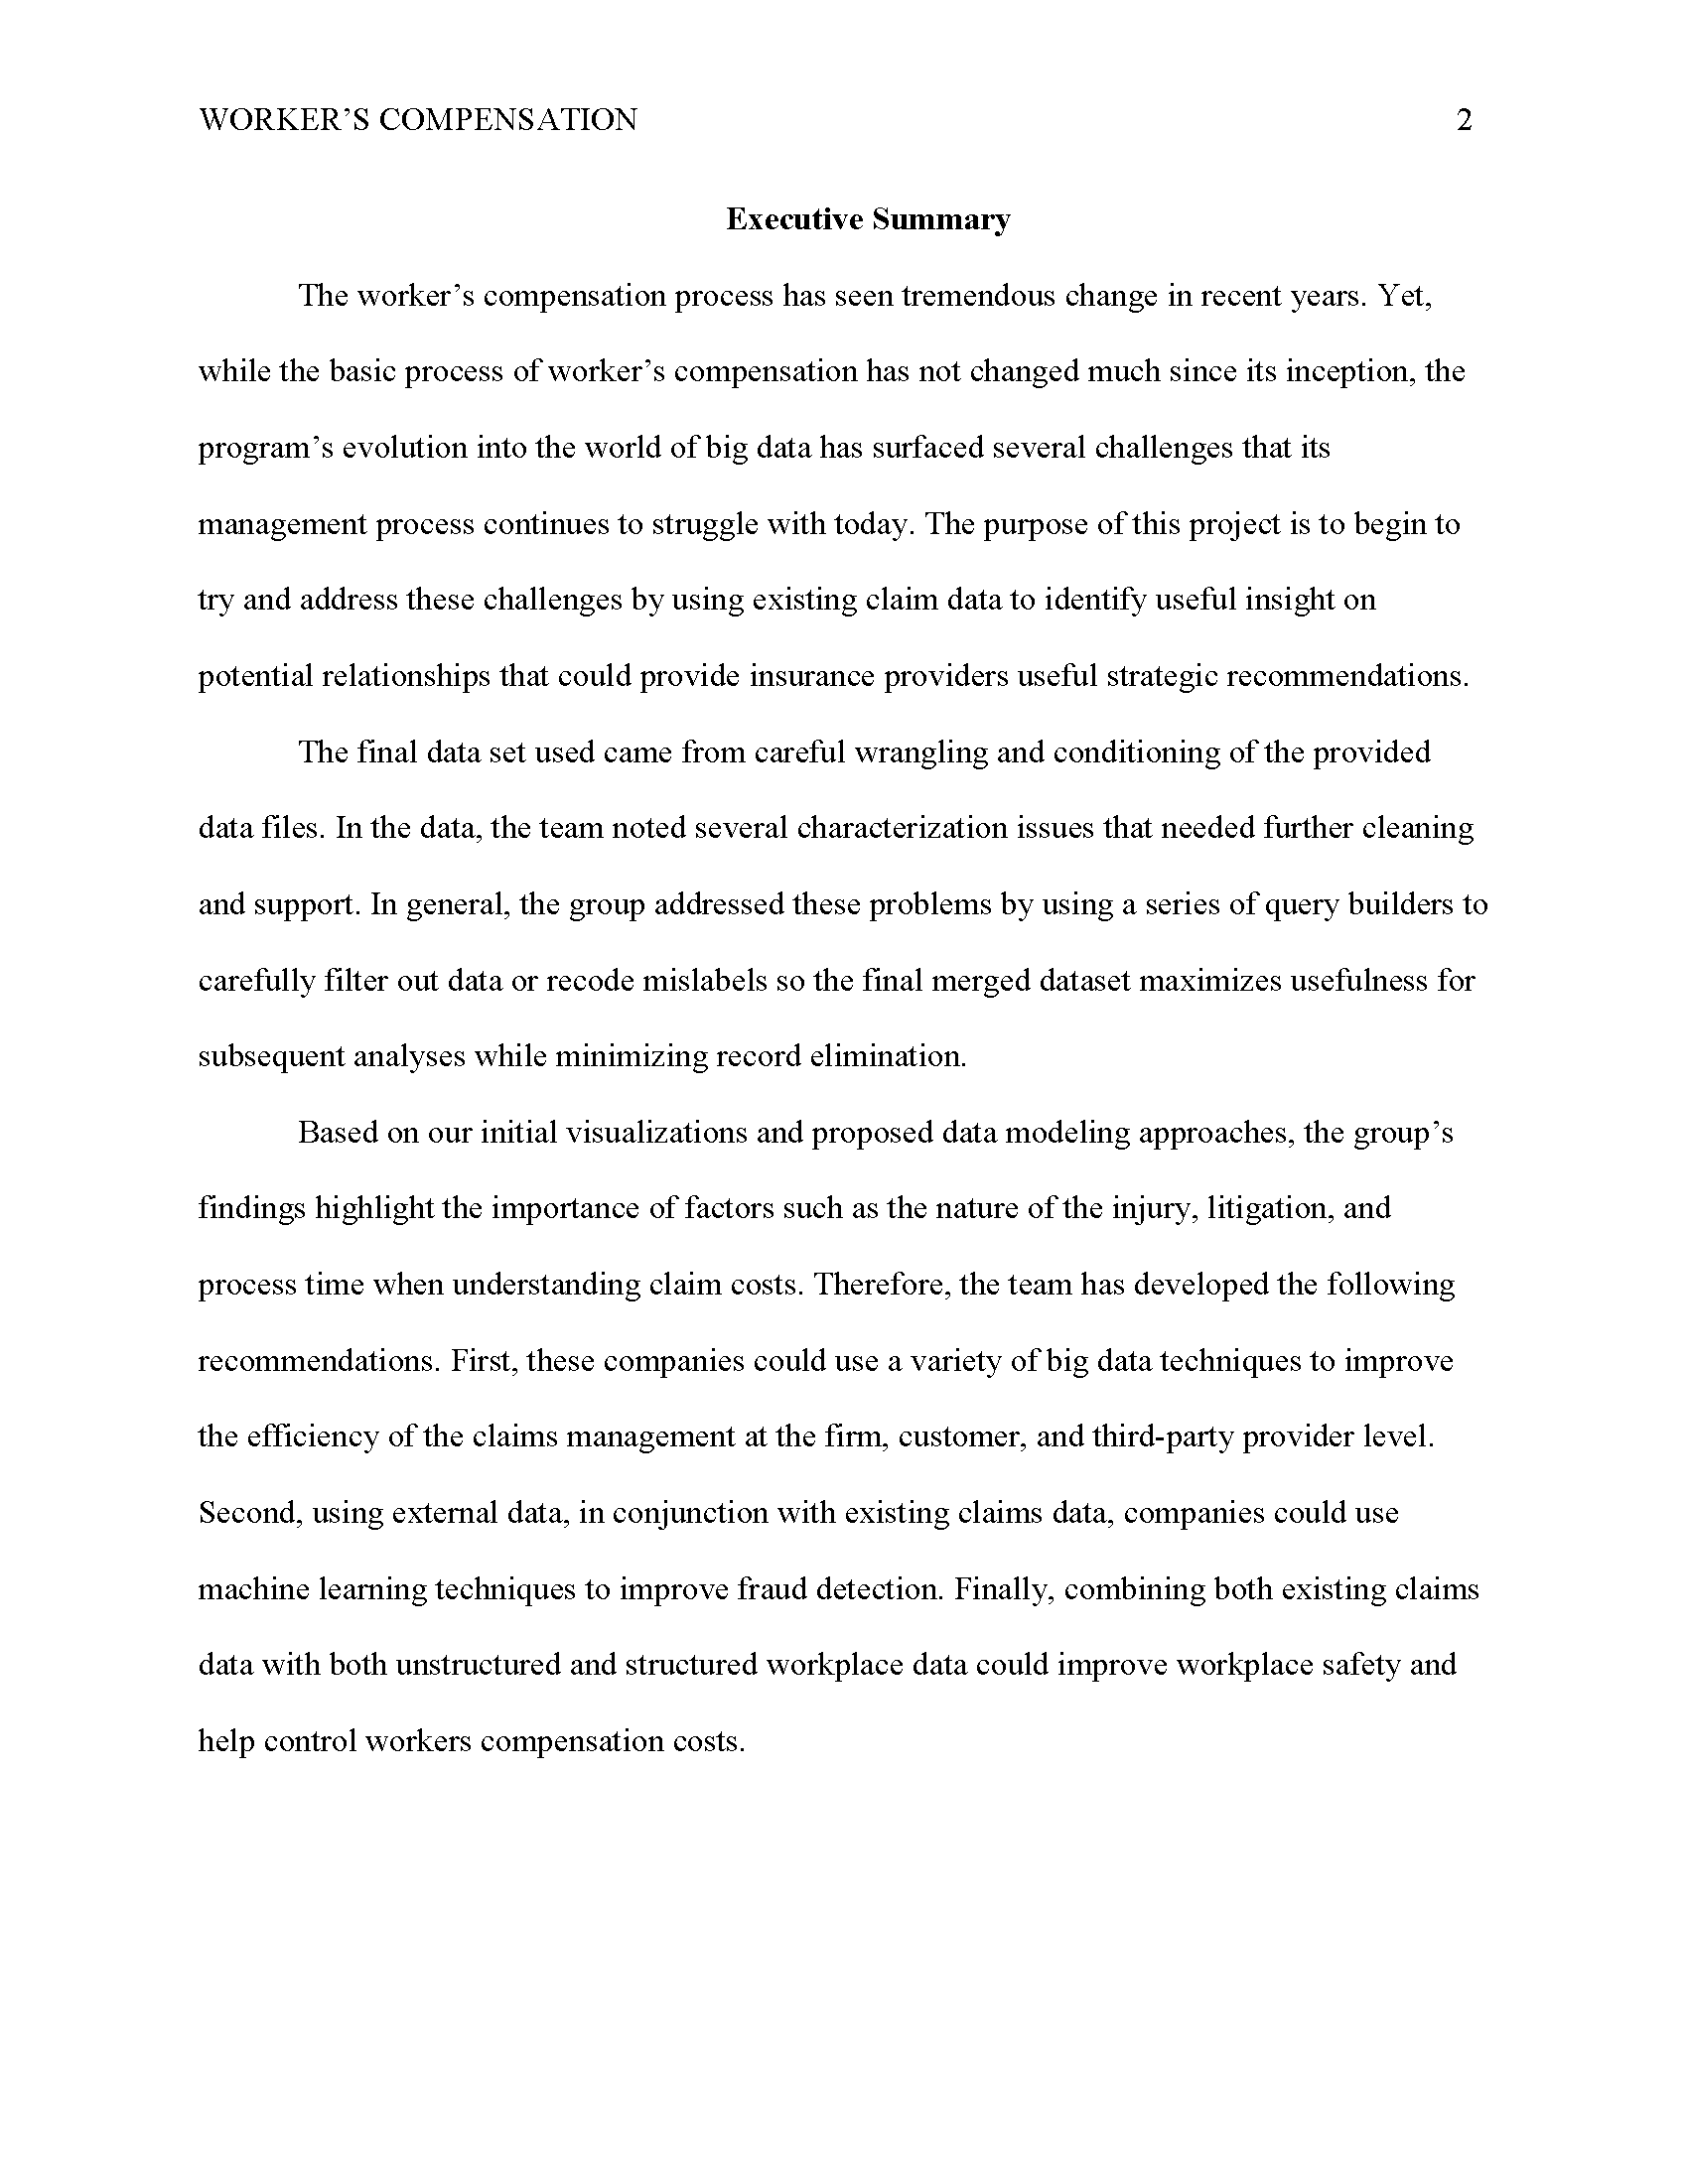 WORKER’S COMPENSATION 2
Executive Summary
The worker’s compensation process has seen tremendous change in recent years. Yet,
while the basic process of worker’s compensation has not changed much since its inception, the
program’s evolution into the world of big data has surfaced several challenges that its
management process continues to struggle with today. The purpose of this project is to begin to
try and address these challenges by using existing claim data to identify useful insight on
potential relationships that could provide insurance providers useful strategic recommendations.
The final data set used came from careful wrangling and conditioning of the provided
data files. In the data, the team noted several characterization issues that needed further cleaning
and support. In general, the group addressed these problems by using a series of query builders to
carefully filter out data or recode mislabels so the final merged dataset maximizes usefulness for
subsequent analyses while minimizing record elimination.
Based on our initial visualizations and proposed data modeling approaches, the group’s
findings highlight the importance of factors such as the nature of the injury, litigation, and
process time when understanding claim costs. Therefore, the team has developed the following
recommendations. First, these companies could use a variety of big data techniques to improve
the efficiency of the claims management at the firm, customer, and third-party provider level.
Second, using external data, in conjunction with existing claims data, companies could use
machine learning techniques to improve fraud detection. Finally, combining both existing claims
data with both unstructured and structured workplace data could improve workplace safety and
help control workers compensation costs.